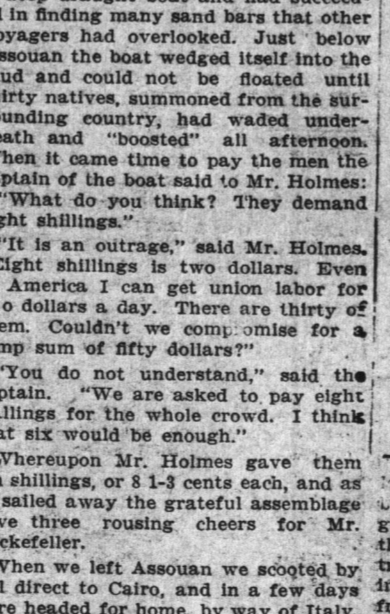 in finding many sand bars that other
oyagers had overlooked. Just below
ssouan the boat wedged itself into the
ud and could not be floated until
irty natives, summoned from the sur-
ounding country, had waded under-
eath and "boosted" all afternoon.
hen it came time to pay the men the
ptain of the boat said to Mr. Holmes:
"What do you think? They demand
ght shillings."
"It is an outrage," said Mr. Holmes.
Eight shillings is two dollars. Even
America I can get union labor for
o dollars a day. There are thirty of
em. Couldn't we compromise for a
mp sum of fifty dollars?"
"You do not understand," said the
ptain. "We are asked to pay eight
illings for the whole crowd. I think
at six would be enough."
Whereupon Mr. Holmes gave them
n shillings, or 8 1-3 cents each, and as
sailed away the grateful assemblage
ve three rousing cheers for Mr.
ckefeller.
When we left Assouan we scooted by
l direct to Cairo, and in a few days
re headed for home, by way of Italy